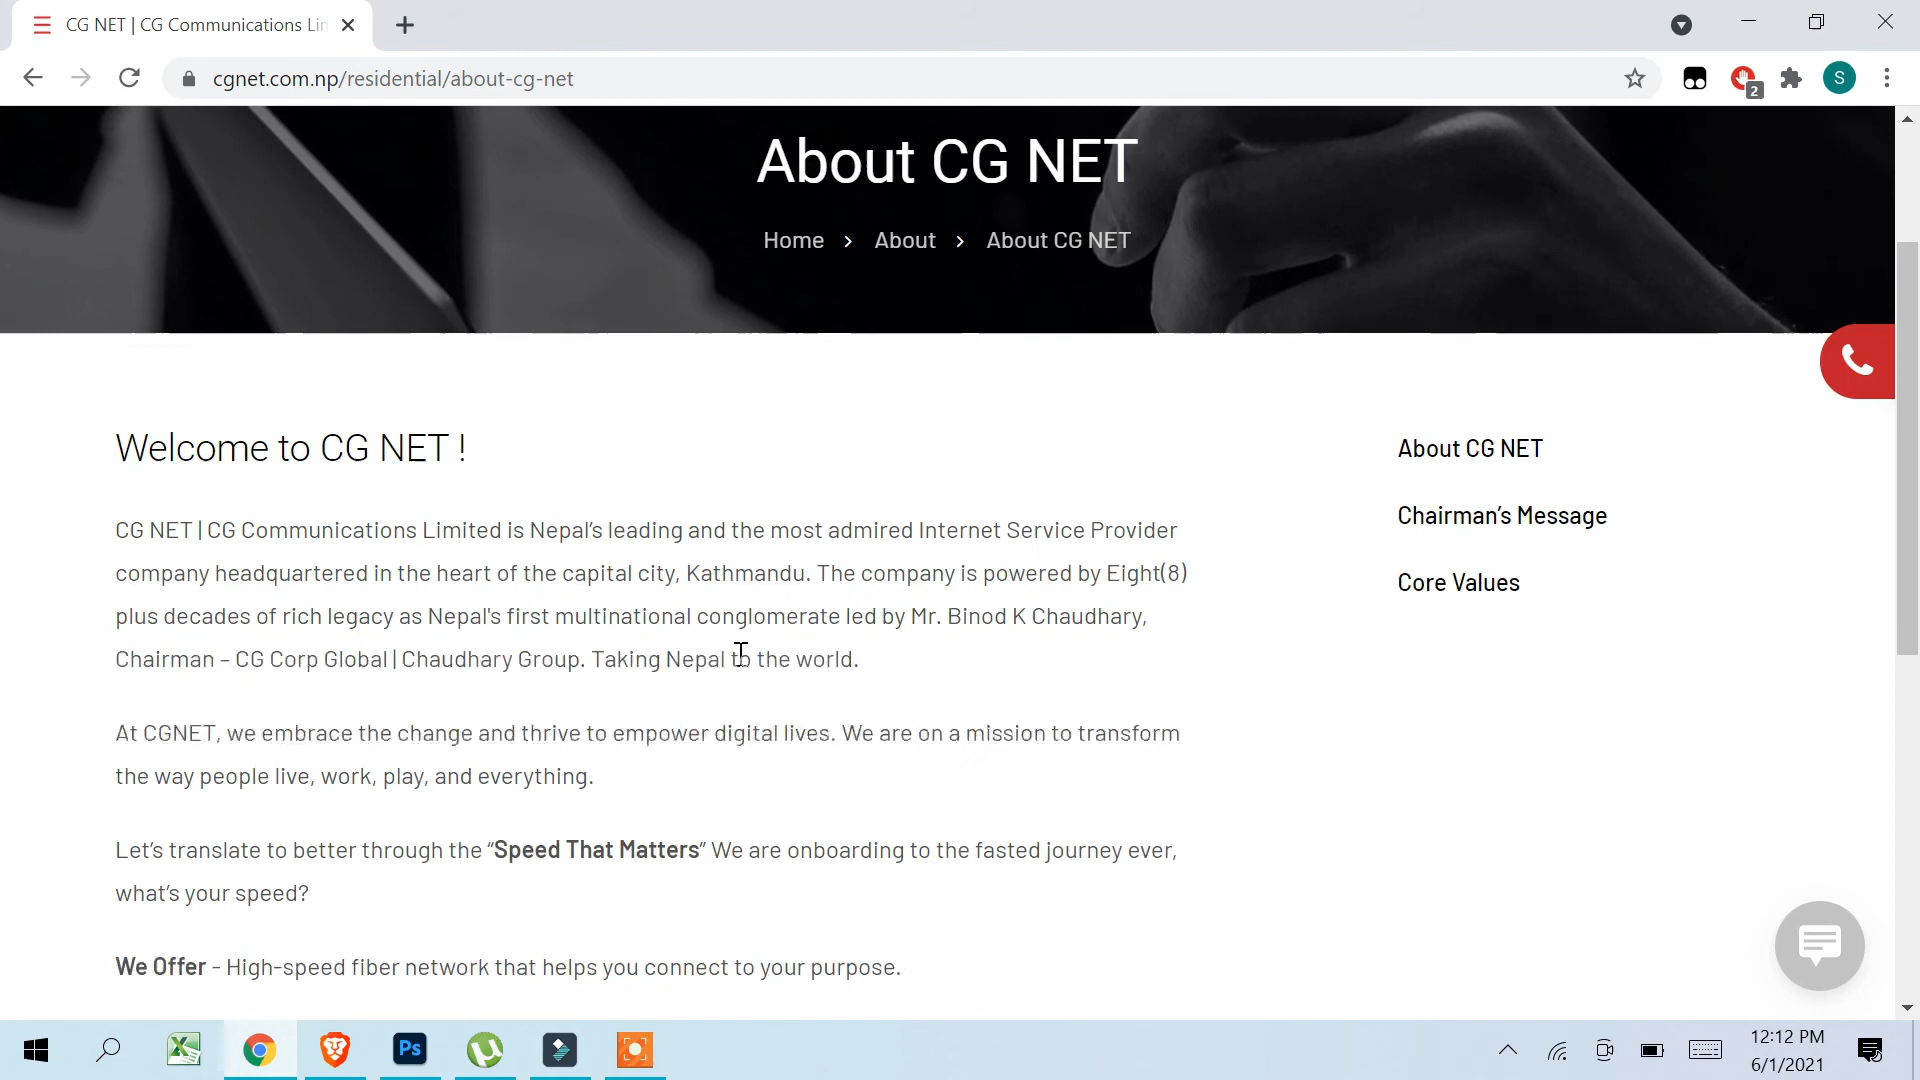 CG NET | CG Communications Lin
cgnet.com.np/residential/about-cg-net
S
2
About CG NET
Home › About › About CG NET
Welcome to CG NET !
CG NET | CG Communications Limited is Nepal's leading and the most admired Internet Service Provider
company headquartered in the heart of the capital city, Kathmandu. The company is powered by Eight(8)
plus decades of rich legacy as Nepal's first multinational conglomerate led by Mr. Binod K Chaudhary,
Chairman – CG Corp Global | Chaudhary Group. Taking Nepal to the world.
At CGNET, we embrace the change and thrive to empower digital lives. We are on a mission to transform
the way people live, work, play, and everything.
Let's translate to better through the “Speed That Matters” We are onboarding to the fasted journey ever,
what's your speed?
We Offer - High-speed fiber network that helps you connect to your purpose.
About CG NET
Chairman's Message
Core Values
Ps
12:12 PM
6/1/2021